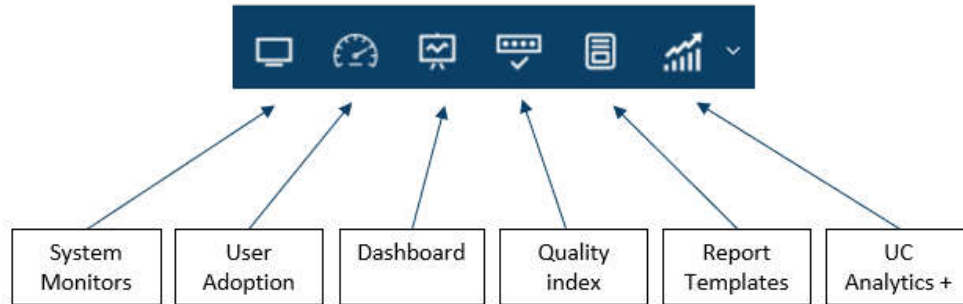 System
Monitors
User
Adoption
Dashboard
Quality
index
Report
Templates
UC
Analytics +